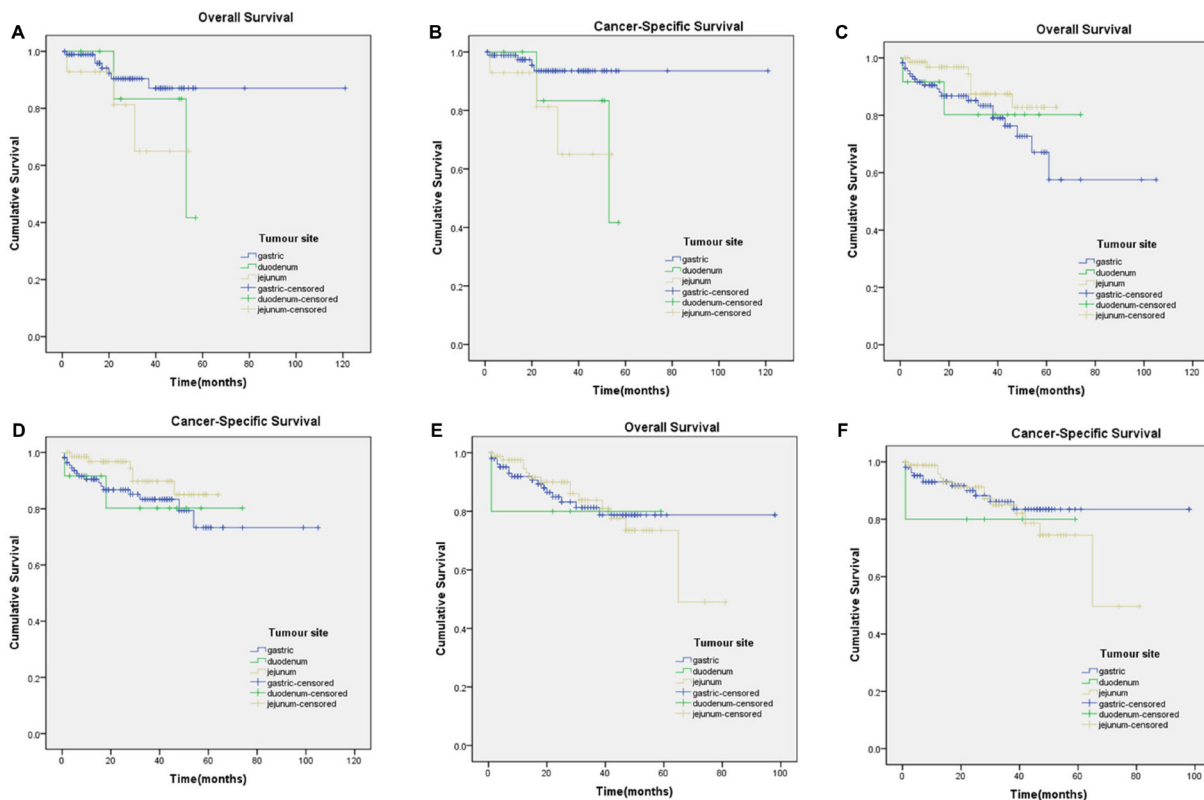 A
Overall Survival
Cumulative Survival
1.0
0.8
0.6
0.4
0.2
0.0
Tumour site
gastric
duodenum
jejunum
gastric-censored
duodenum-censored
jejunum-censored
0 20 40 60 80 100 120
Time(months)
B
Cancer-Specific Survival
Cumulative Survival
1.0
0.8
0.6
0.4
0.2
0.0
Tumour site
gastric
duodenum
jejunum
gastric-censored
duodenum-censored
jejunum-censored
0 20 40 60 80 100 120
Time(months)
C
Overall Survival
Cumulative Survival
1.0
0.8
0.6
0.4
0.2
0.0
Tumour site
gastric
duodenum
jejunum
gastric-censored
duodenum-censored
jejunum-censored
0 20 40 60 80 100 120
Time(months)
D
Cancer-Specific Survival
Cumulative Survival
1.0
0.8
0.6
0.4
0.2
0.0
Tumour site
gastric
duodenum
jejunum
gastric-censored
duodenum-censored
jejunum-censored
0 20 40 60 80 100 120
Time(months)
E
Overall Survival
Cumulative Survival
1.0
0.8
0.6
0.4
0.2
0.0
Tumour site
gastric
duodenum
jejunum
gastric-censored
duodenum-censored
jejunum-censored
0 20 40 60 80 100
Time(months)
F
Cancer-Specific Survival
Cumulative Survival
1.0
0.8
0.6
0.4
0.2
0.0
Tumour site
gastric
duodenum
jejunum
gastric-censored
duodenum-censored
jejunum-censored
0 20 40 60 80 100
Time(months)